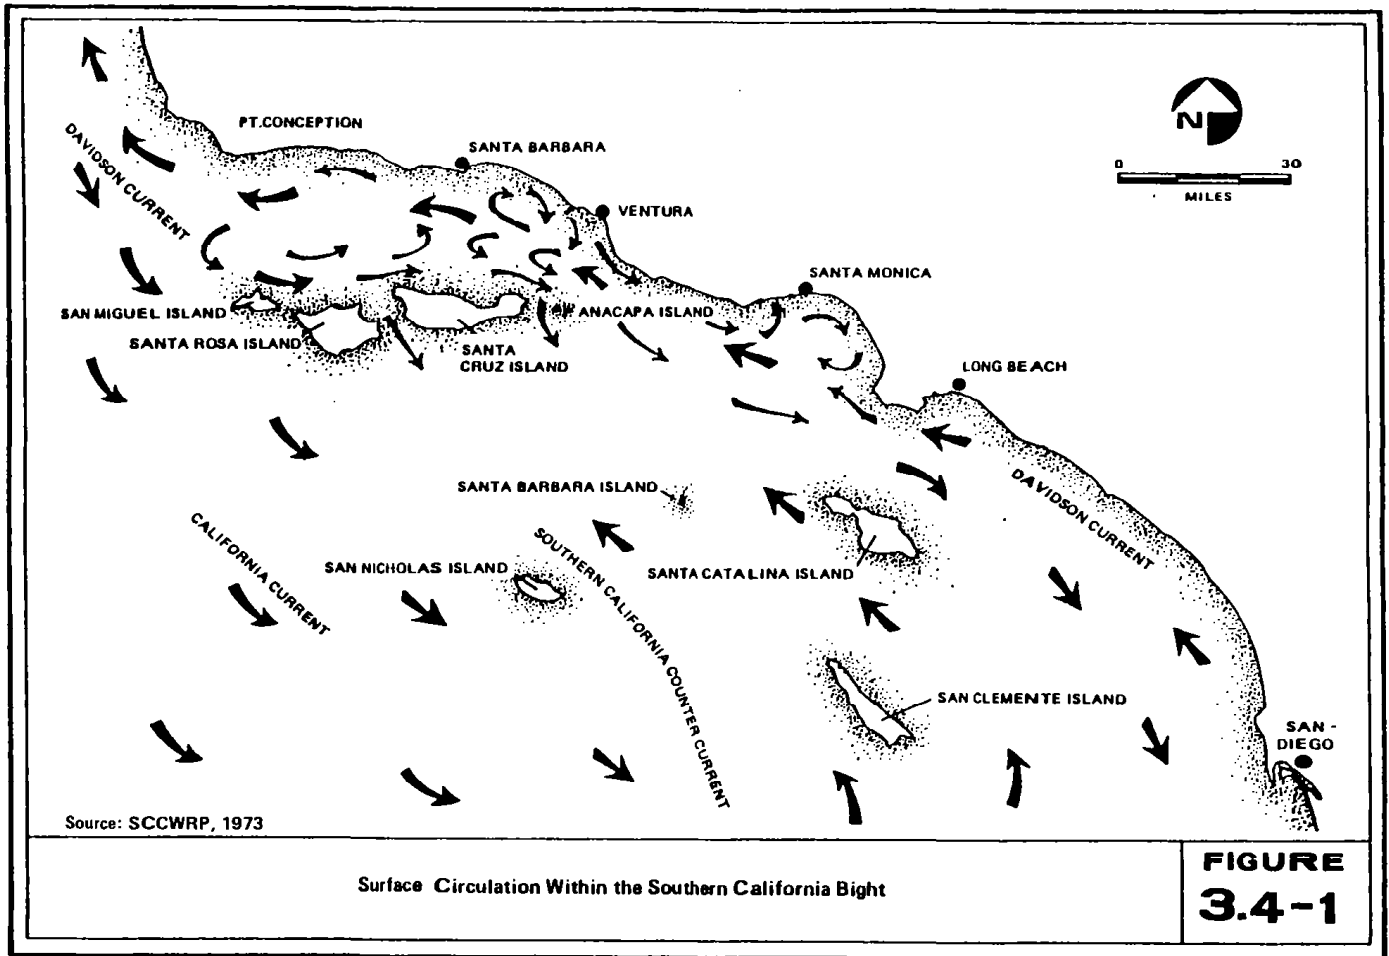 PT.CONCEPTION
SANTA BARBARA
VENTURA
DAVIDSON CURRENT
N
0 30
MILES
SANTA MONICA
SAN MIGUEL ISLAND
ANACAPA ISLAND
SANTA ROSA ISLAND
SANTA
CRUZ ISLAND
LONG BEACH
SANTA BARBARA ISLAND
DAVIDSON CURRENT
CALIFORNIA CURRENT
SAN NICHOLAS ISLAND
SOUTHERN CALIFORNIA COUNTER CURRENT
SANTA CATALINA ISLAND
SAN CLEMENTE ISLAND
SAN -
DIEGO
Source: SCCWRP, 1973
Surface Circulation Within the Southern California Bight
FIGURE
3.4-1